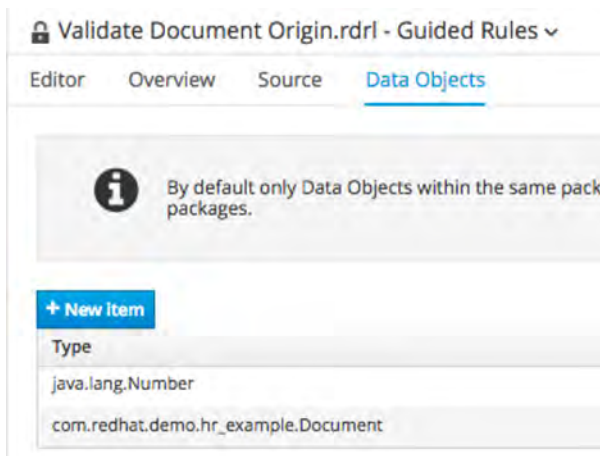 Validate Document Origin.rdrl - Guided Rules
Editor Overview Source Data Objects
By default only Data Objects within the same pack
packages.
+ New item
Type
java.lang.Number
com.redhat.demo.hr_example.Document